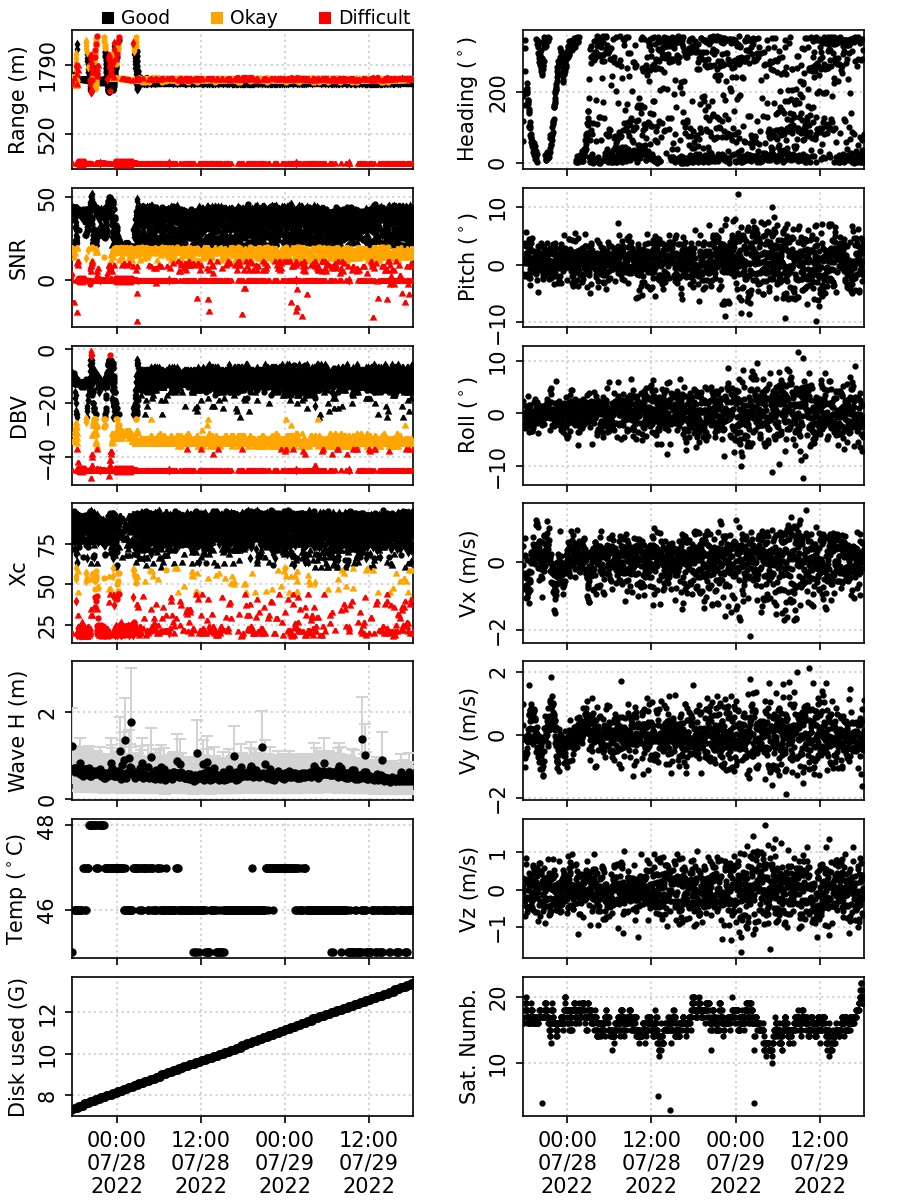 Good Okay Difficult
Range (m)
1790
520
Heading (°)
200
0
SNR
50
0
Pitch (°)
10
0
−10
DBV
0
−20
−40
Roll (°)
10
0
−10
Xc
75
50
25
Vx (m/s)
0
−2
Wave H (m)
2
0
Vy (m/s)
2
0
−2
Temp (°C)
48
46
Vz (m/s)
1
0
−1
Disk used (G)
12
10
8
Sat. Numb.
20
10
00:00 12:00 00:00 12:00
07/28 07/28 07/29 07/29
2022 2022 2022 2022
00:00 12:00 00:00 12:00
07/28 07/28 07/29 07/29
2022 2022 2022 2022